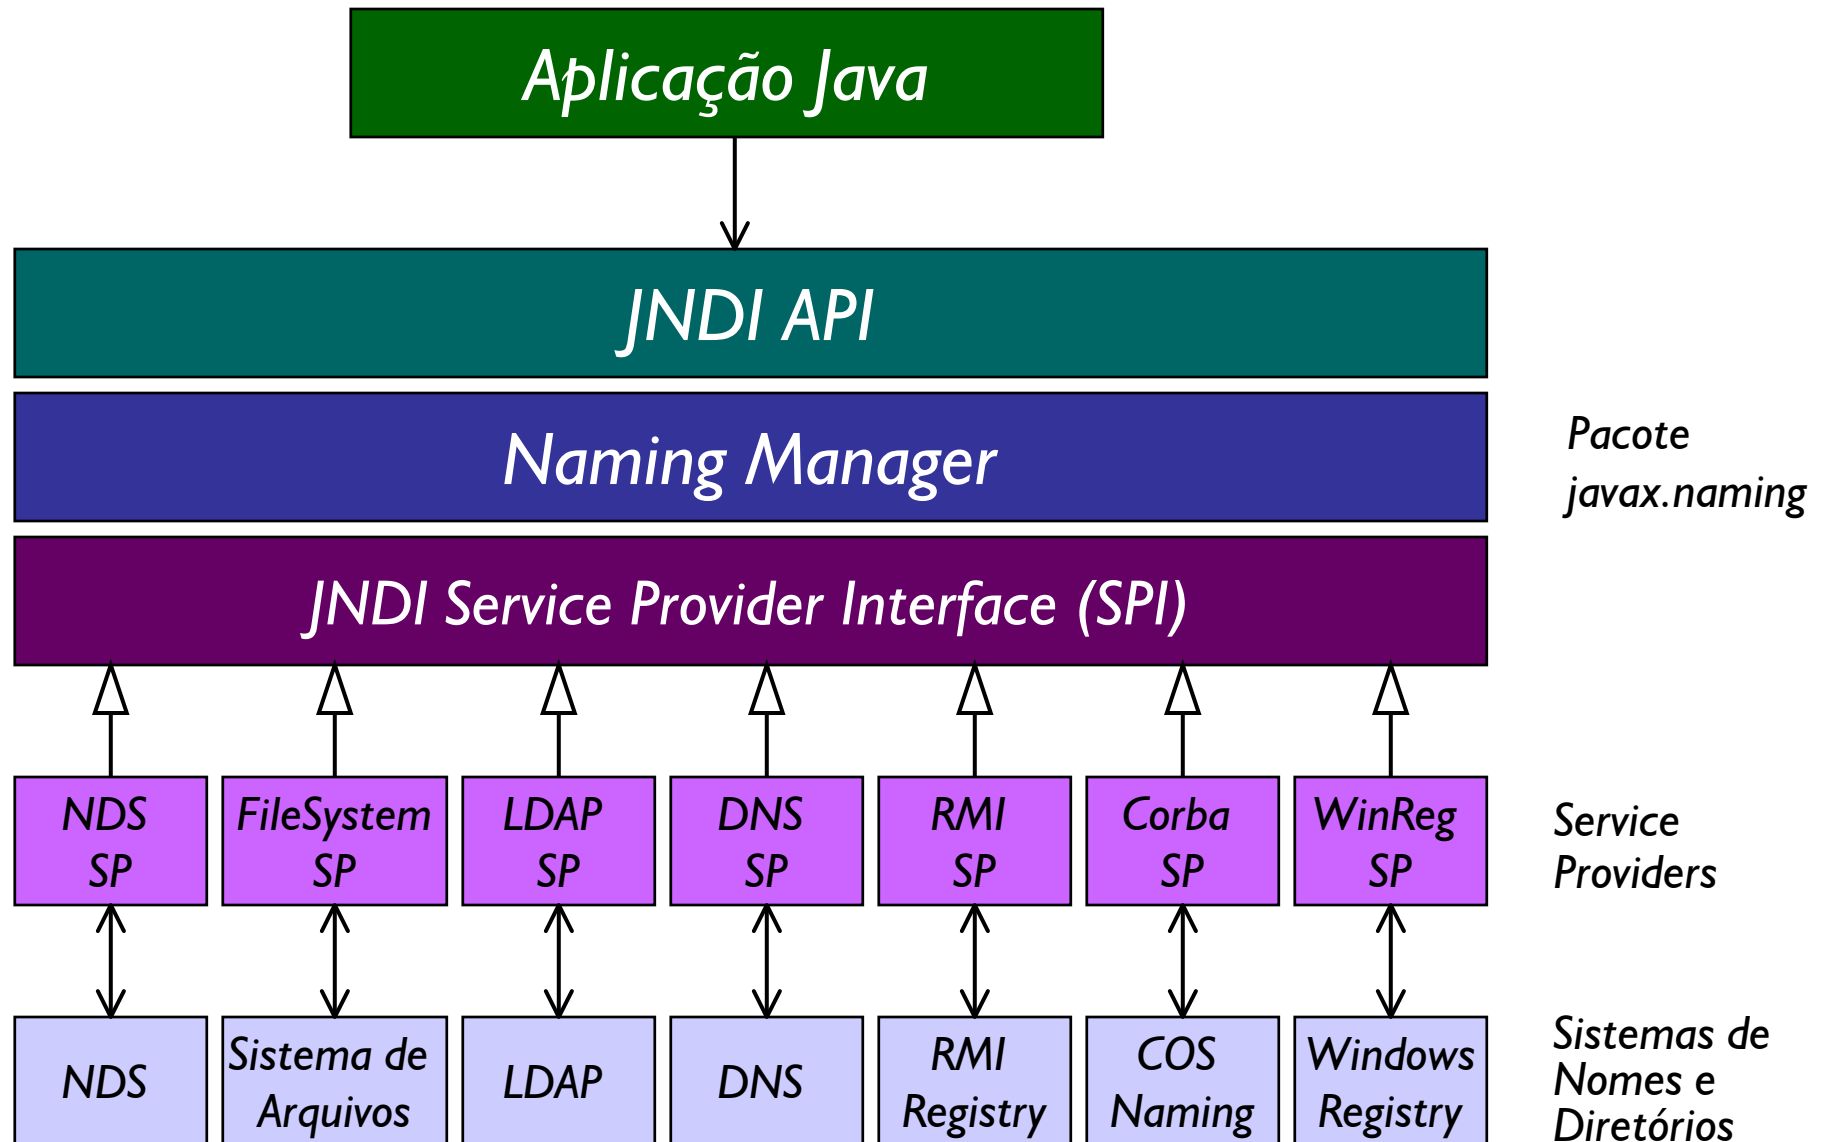 Aplicação Java
JNDI API
Naming Manager
Pacote
javax.naming
JNDI Service Provider Interface (SPI)
NDS
SP
FileSystem
SP
LDAP
SP
DNS
SP
RMI
SP
Corba
SP
WinReg
SP
Service
Providers
NDS
Sistema de
Arquivos
LDAP
DNS
RMI
Registry
COS
Naming
Windows
Registry
Sistemas de
Nomes e
Diretórios